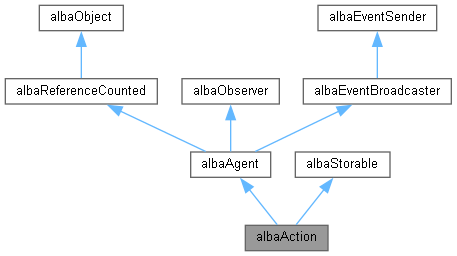 albaObject
albaEventSender
albaReferenceCounted
albaObserver
albaEventBroadcaster
albaAgent
albaStorable
albaAction